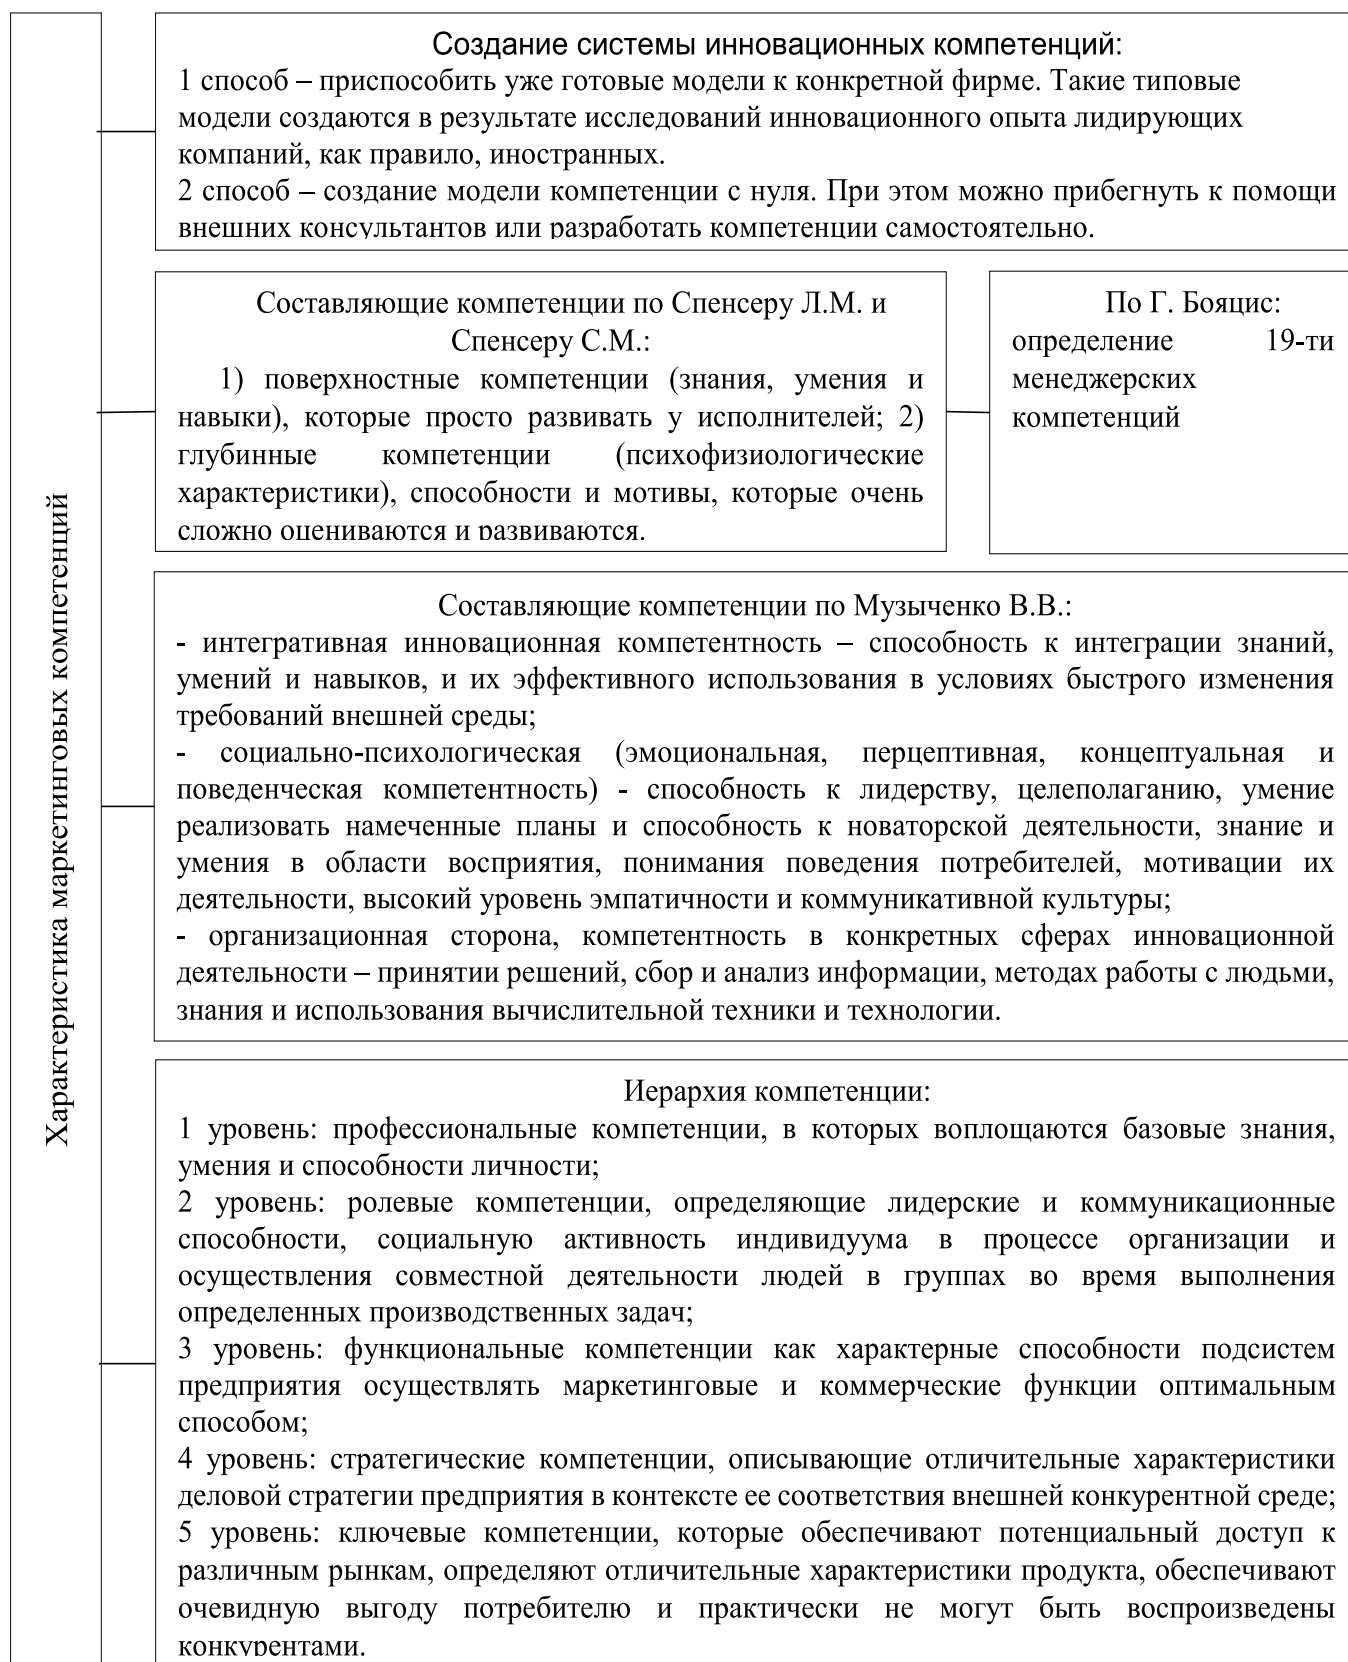 Характеристика маркетинговых компетенций
Создание системы инновационных компетенций:
1 способ – приспособить уже готовые модели к конкретной фирме. Такие типовые
модели создаются в результате исследований инновационного опыта лидирующих
компаний, как правило, иностранных.
2 способ – создание модели компетенции с нуля. При этом можно прибегнуть к помощи
внешних консультантов или разработать компетенции самостоятельно.
Составляющие компетенции по Спенсеру Л.М. и
Спенсеру С.М.:
1) поверхностные компетенции (знания, умения и
навыки), которые просто развивать у исполнителей; 2)
глубинные компетенции (психофизиологические
характеристики), способности и мотивы, которые очень
сложно оцениваются и развиваются.
По Г. Бояцис:
определение 19-ти
менеджерских
компетенций
Составляющие компетенции по Музыченко В.В.:
- интегративная инновационная компетентность – способность к интеграции знаний,
умений и навыков, и их эффективного использования в условиях быстрого изменения
требований внешней среды;
- социально-психологическая (эмоциональная, перцептивная, концептуальная и
поведенческая компетентность) - способность к лидерству, целеполаганию, умение
реализовать намеченные планы и способность к новаторской деятельности, знание и
умения в области восприятия, понимания поведения потребителей, мотивации их
деятельности, высокий уровень эмпатичности и коммуникативной культуры;
- организационная сторона, компетентность в конкретных сферах инновационной
деятельности – принятии решений, сбор и анализ информации, методах работы с людьми,
знания и использования вычислительной техники и технологии.
Иерархия компетенции:
1 уровень: профессиональные компетенции, в которых воплощаются базовые знания,
умения и способности личности;
2 уровень: ролевые компетенции, определяющие лидерские и коммуникационные
способности, социальную активность индивидуума в процессе организации и
осуществления совместной деятельности людей в группах во время выполнения
определенных производственных задач;
3 уровень: функциональные компетенции как характерные способности подсистем
предприятия осуществлять маркетинговые и коммерческие функции оптимальным
способом;
4 уровень: стратегические компетенции, описывающие отличительные характеристики
деловой стратегии предприятия в контексте ее соответствия внешней конкурентной среде;
5 уровень: ключевые компетенции, которые обеспечивают потенциальный доступ к
различным рынкам, определяют отличительные характеристики продукта, обеспечивают
очевидную выгоду потребителю и практически не могут быть воспроизведены
конкурентами.